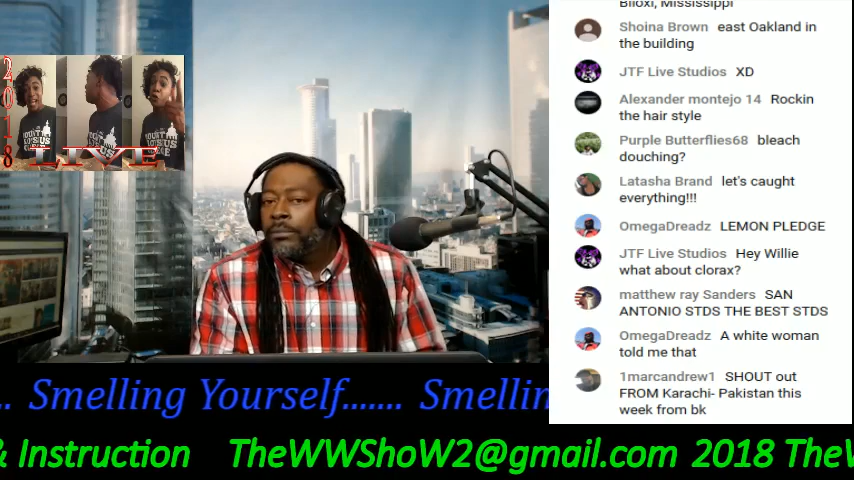 Biloxi, Mississippi
Shoina Brown east Oakland in
the building
JTF Live Studios XD
Alexander montejo 14 Rockin
the hair style
Purple Butterflies68 bleach
douching?
Latasha Brand let's caught
everything!!!
OmegaDreadz LEMON PLEDGE
JTF Live Studios Hey Willie
what about clorax?
matthew ray Sanders SAN
ANTONIO STDS THE BEST STDS
OmegaDreadz A white woman
told me that
1marcandrew1 SHOUT out
FROM Karachi- Pakistan this
week from bk
2018
LIVE
.. Smelling Yourself....... Smellin
& Instruction TheWWShoW2@gmail.com 2018 TheW